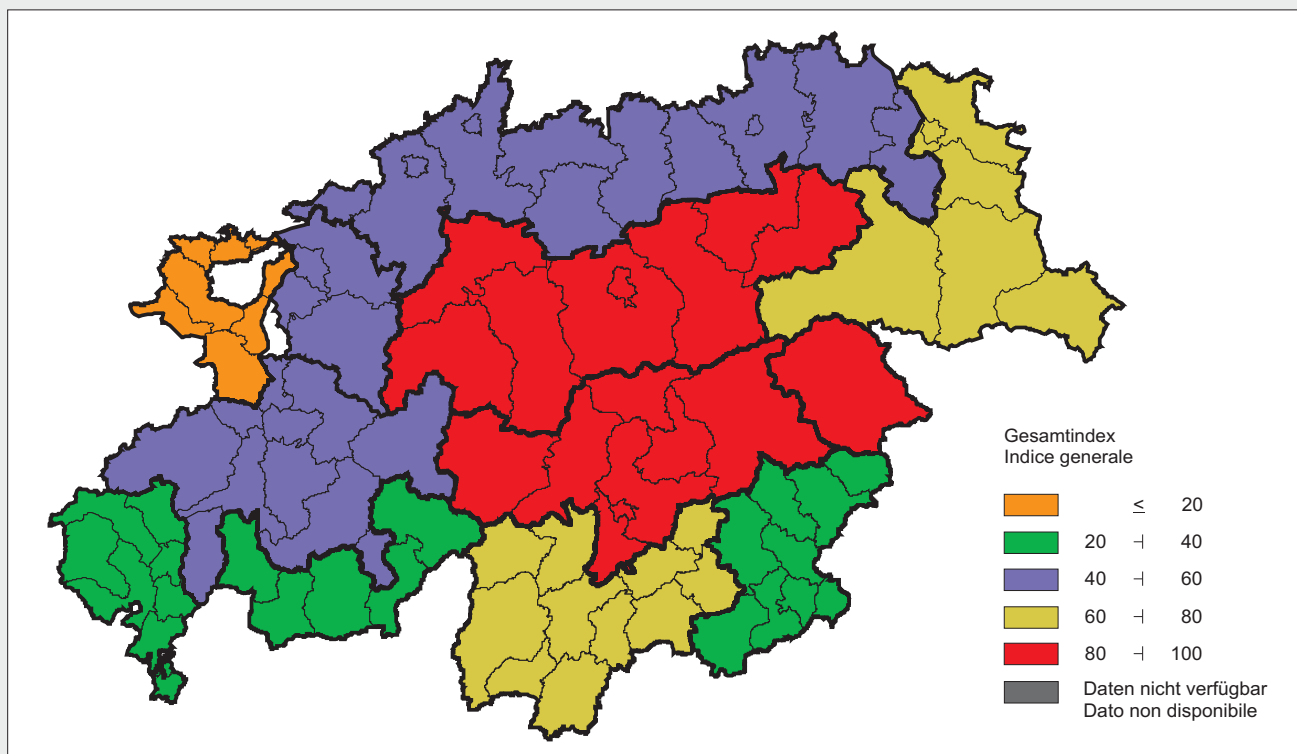 Gesamtindex
Indice generale
≤ 20
20 ⊣ 40
40 ⊣ 60
60 ⊣ 80
80 ⊣ 100
Daten nicht verfügbar
Dato non disponibile